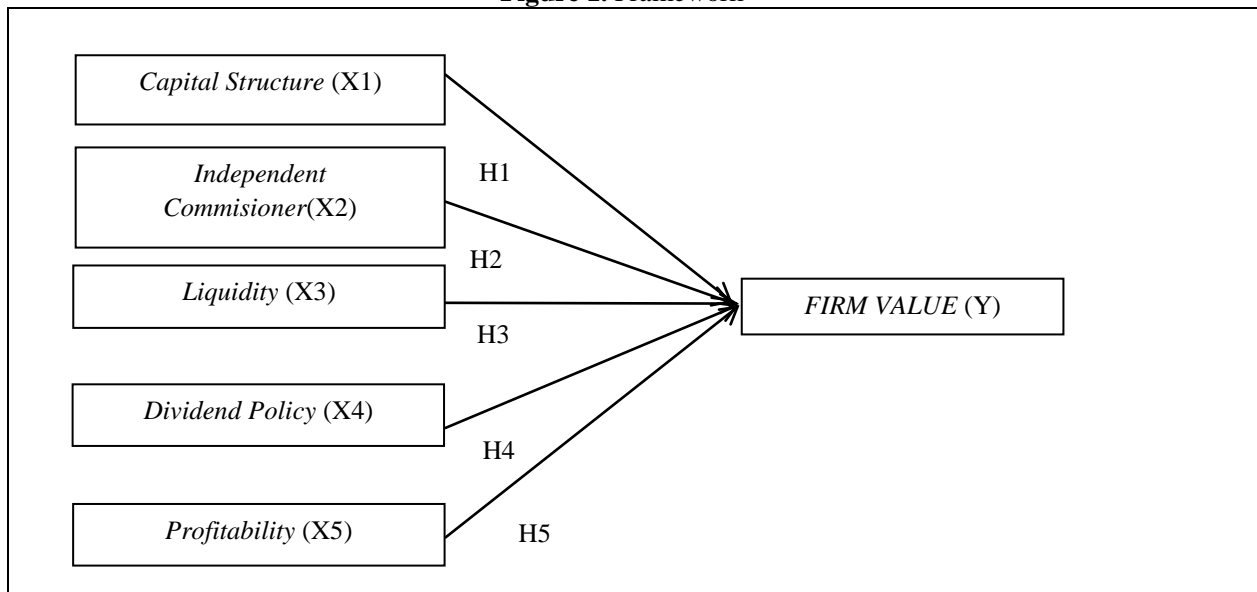 Capital Structure (X1)
Independent
Commisioner(X2)
Liquidity (X3)
Dividend Policy (X4)
Profitability (X5)
H1
H2
H3
H4
H5
FIRM VALUE (Y)